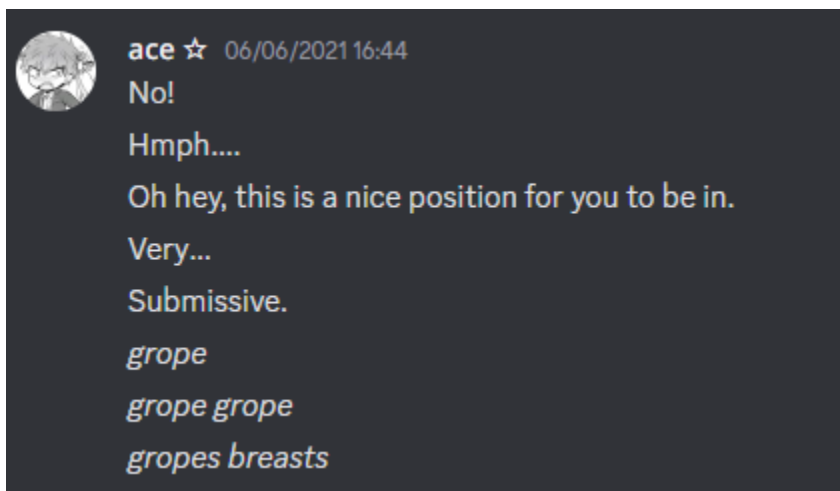 ace ☆ 06/06/2021 16:44
No!
Hmph....
Oh hey, this is a nice position for you to be in.
Very...
Submissive.
grope
grope grope
gropes breasts